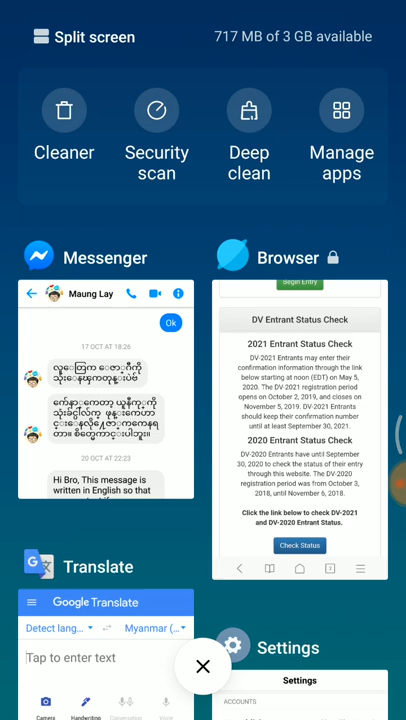 Split screen
717 MB of 3 GB available
Cleaner
Security
scan
Deep
clean
Manage
apps
Messenger
Maung Lay
Ok
17 OCT AT 18:26
20 OCT AT 22:23
Hi Bro, This message is
written in English so that
Browser
Begin Entry
DV Entrant Status Check
2021 Entrant Status Check
DV-2021 Entrants may enter their
confirmation information through the link
below starting at noon (EDT) on May 5,
2020. The DV-2021 registration period
opens on October 2, 2019, and closes
on November 5, 2019. DV-2021 Entrants
should keep their confirmation number
until at least September 30, 2021.
2020 Entrant Status Check
DV-2020 Entrants have until September
30, 2020 to check the status of their entry
through this website. The DV-2020
registration period was from October 3,
2018, until November 6, 2018.
Click the link below to check DV-2021
and DV-2020 Entrant Status.
Check Status
3
Translate
Google Translate
Detect lang...
Myanmar (...
Tap to enter text
Camera
Handwriting
Conversation
Voice
Settings
Settings
ACCOUNTS